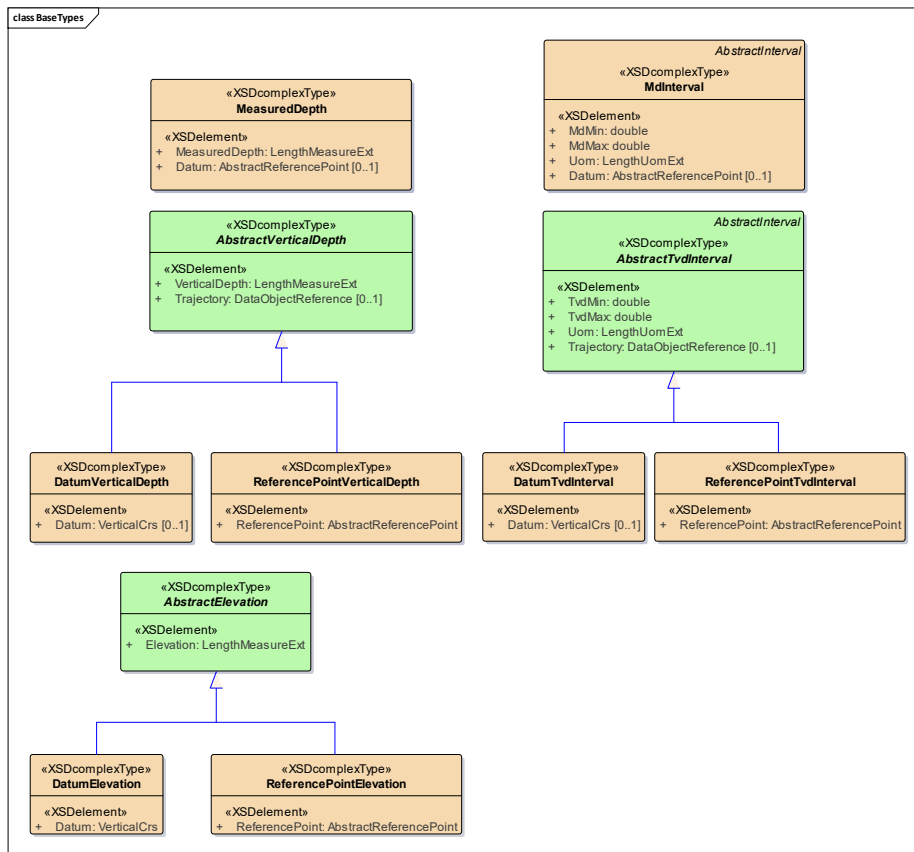 class BaseTypes
«XSDcomplexType»
MeasuredDepth
«XSDelement»
+ MeasuredDepth: LengthMeasureExt
+ Datum: AbstractReferencePoint [0..1]
AbstractInterval
«XSDcomplexType»
MdInterval
«XSDelement»
+ MdMin: double
+ MdMax: double
+ Uom: LengthUomExt
+ Datum: AbstractReferencePoint [0..1]
«XSDcomplexType»
AbstractVerticalDepth
«XSDelement»
+ VerticalDepth: LengthMeasureExt
+ Trajectory: DataObjectReference [0..1]
AbstractInterval
«XSDcomplexType»
AbstractTvdInterval
«XSDelement»
+ TvdMin: double
+ TvdMax: double
+ Uom: LengthUomExt
+ Trajectory: DataObjectReference [0..1]
«XSDcomplexType»
DatumVerticalDepth
«XSDelement»
+ Datum: VerticalCrs [0..1]
«XSDcomplexType»
ReferencePointVerticalDepth
«XSDelement»
+ ReferencePoint: AbstractReferencePoint
«XSDcomplexType»
DatumTvdInterval
«XSDelement»
+ Datum: VerticalCrs [0..1]
«XSDcomplexType»
ReferencePointTvdInterval
«XSDelement»
+ ReferencePoint: AbstractReferencePoint
«XSDcomplexType»
AbstractElevation
«XSDelement»
+ Elevation: LengthMeasureExt
«XSDcomplexType»
DatumElevation
«XSDelement»
+ Datum: VerticalCrs
«XSDcomplexType»
ReferencePointElevation
«XSDelement»
+ ReferencePoint: AbstractReferencePoint